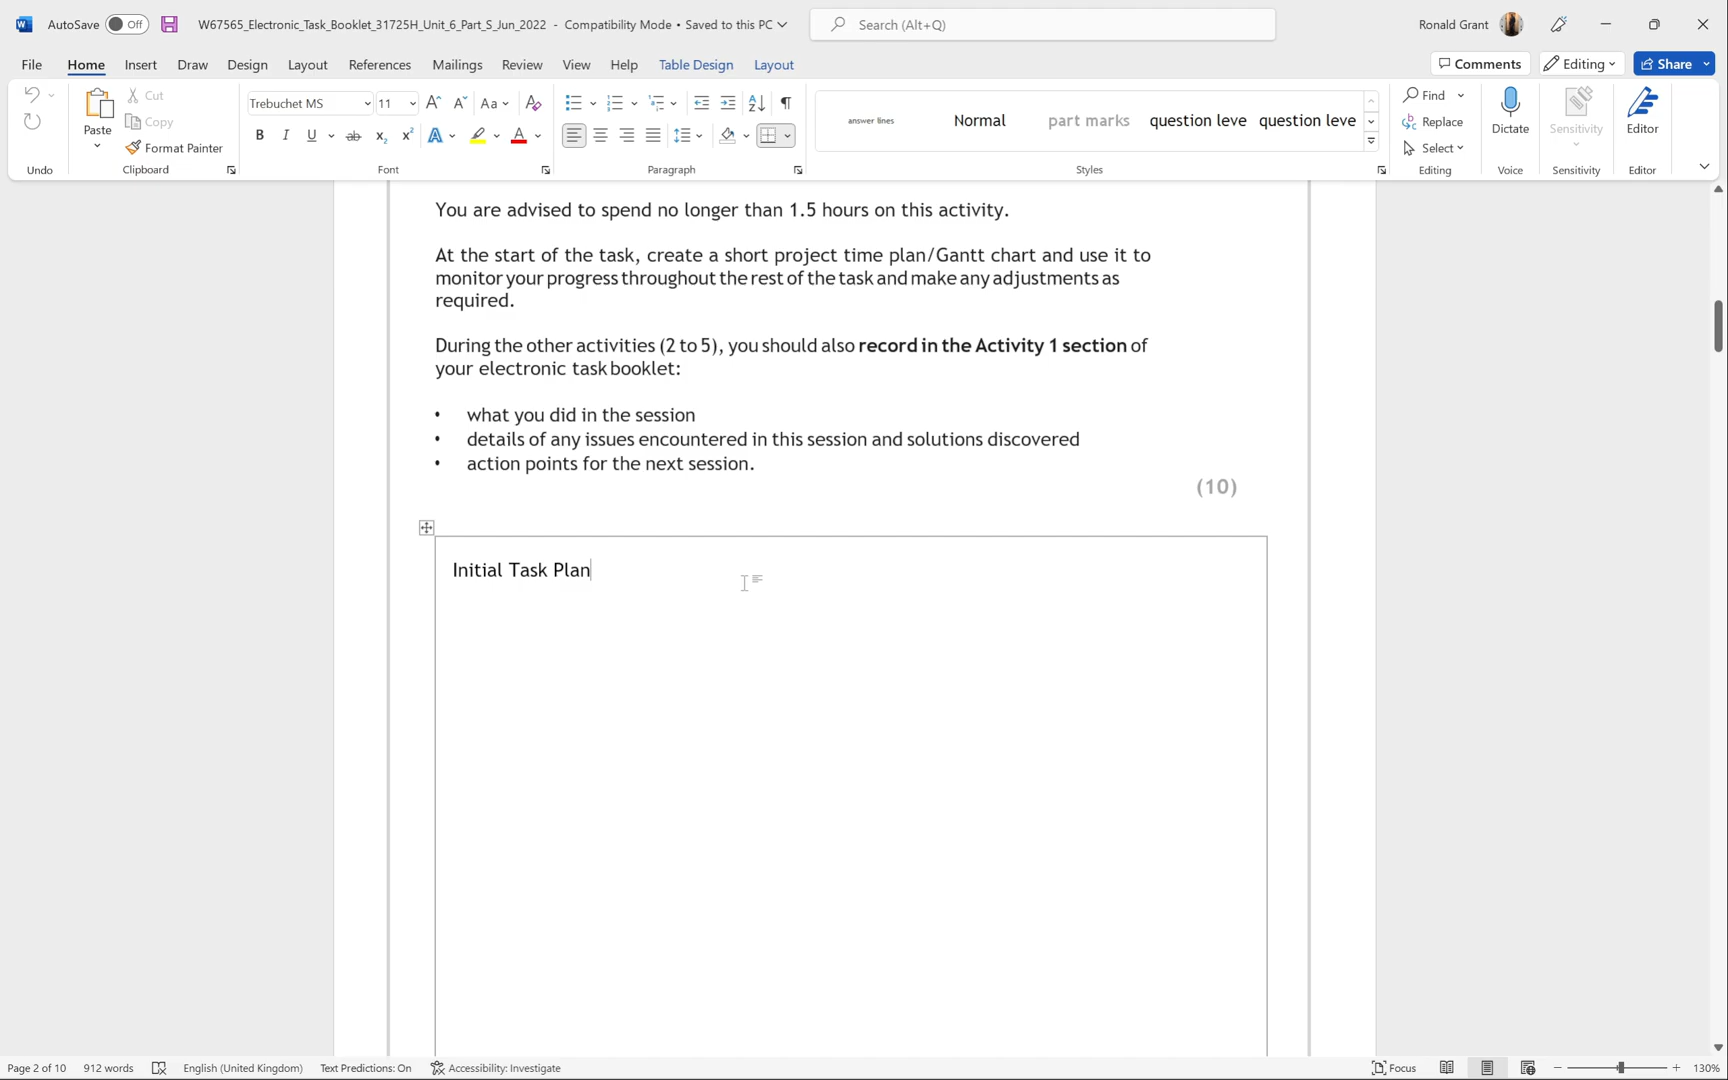 AutoSave Off W67565_Electronic_Task_Booklet_31725H_Unit_6_Part_S_Jun_2022 - Compatibility Mode • Saved to this PC Search (Alt+Q) Ronald Grant
File Home Insert Draw Design Layout References Mailings Review View Help Table Design Layout Comments Editing Share
Trebuchet MS 11 Aa
Cut
Copy
Paste
Format Painter
B I U ab x₂ x² A A
answer lines Normal part marks question leve question leve
Find
Replace
Select
Dictate Sensitivity Editor
Undo Clipboard Font Paragraph Styles Editing Voice Sensitivity Editor
You are advised to spend no longer than 1.5 hours on this activity.
At the start of the task, create a short project time plan/Gantt chart and use it to
monitor your progress throughout the rest of the task and make any adjustments as
required.
During the other activities (2 to 5), you should also record in the Activity 1 section of
your electronic task booklet:
• what you did in the session
• details of any issues encountered in this session and solutions discovered
• action points for the next session.
(10)
Initial Task Plan
Page 2 of 10 912 words English (United Kingdom) Text Predictions: On Accessibility: Investigate Focus 130%